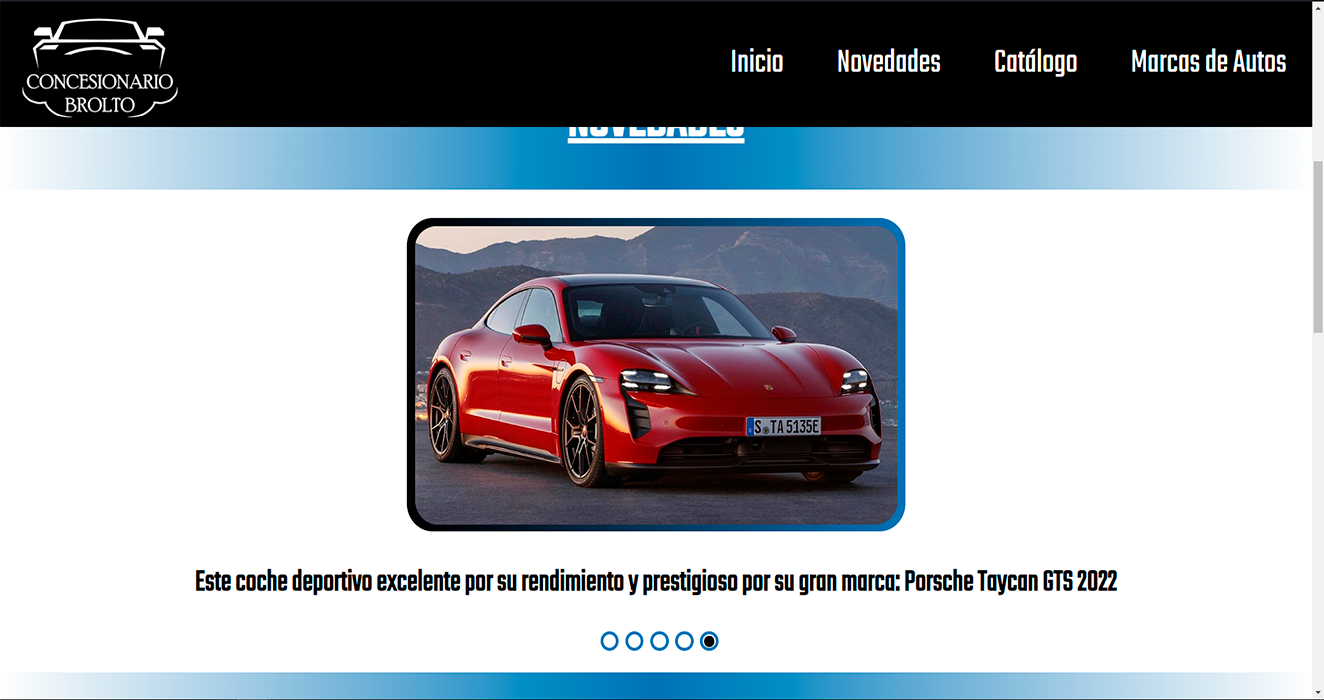 CONCESIONARIO
BROLTO
Inicio Novedades Catálogo Marcas de Autos
NOVEDADES
S TA 5135E
Este coche deportivo excelente por su rendimiento y prestigioso por su gran marca: Porsche Taycan GTS 2022